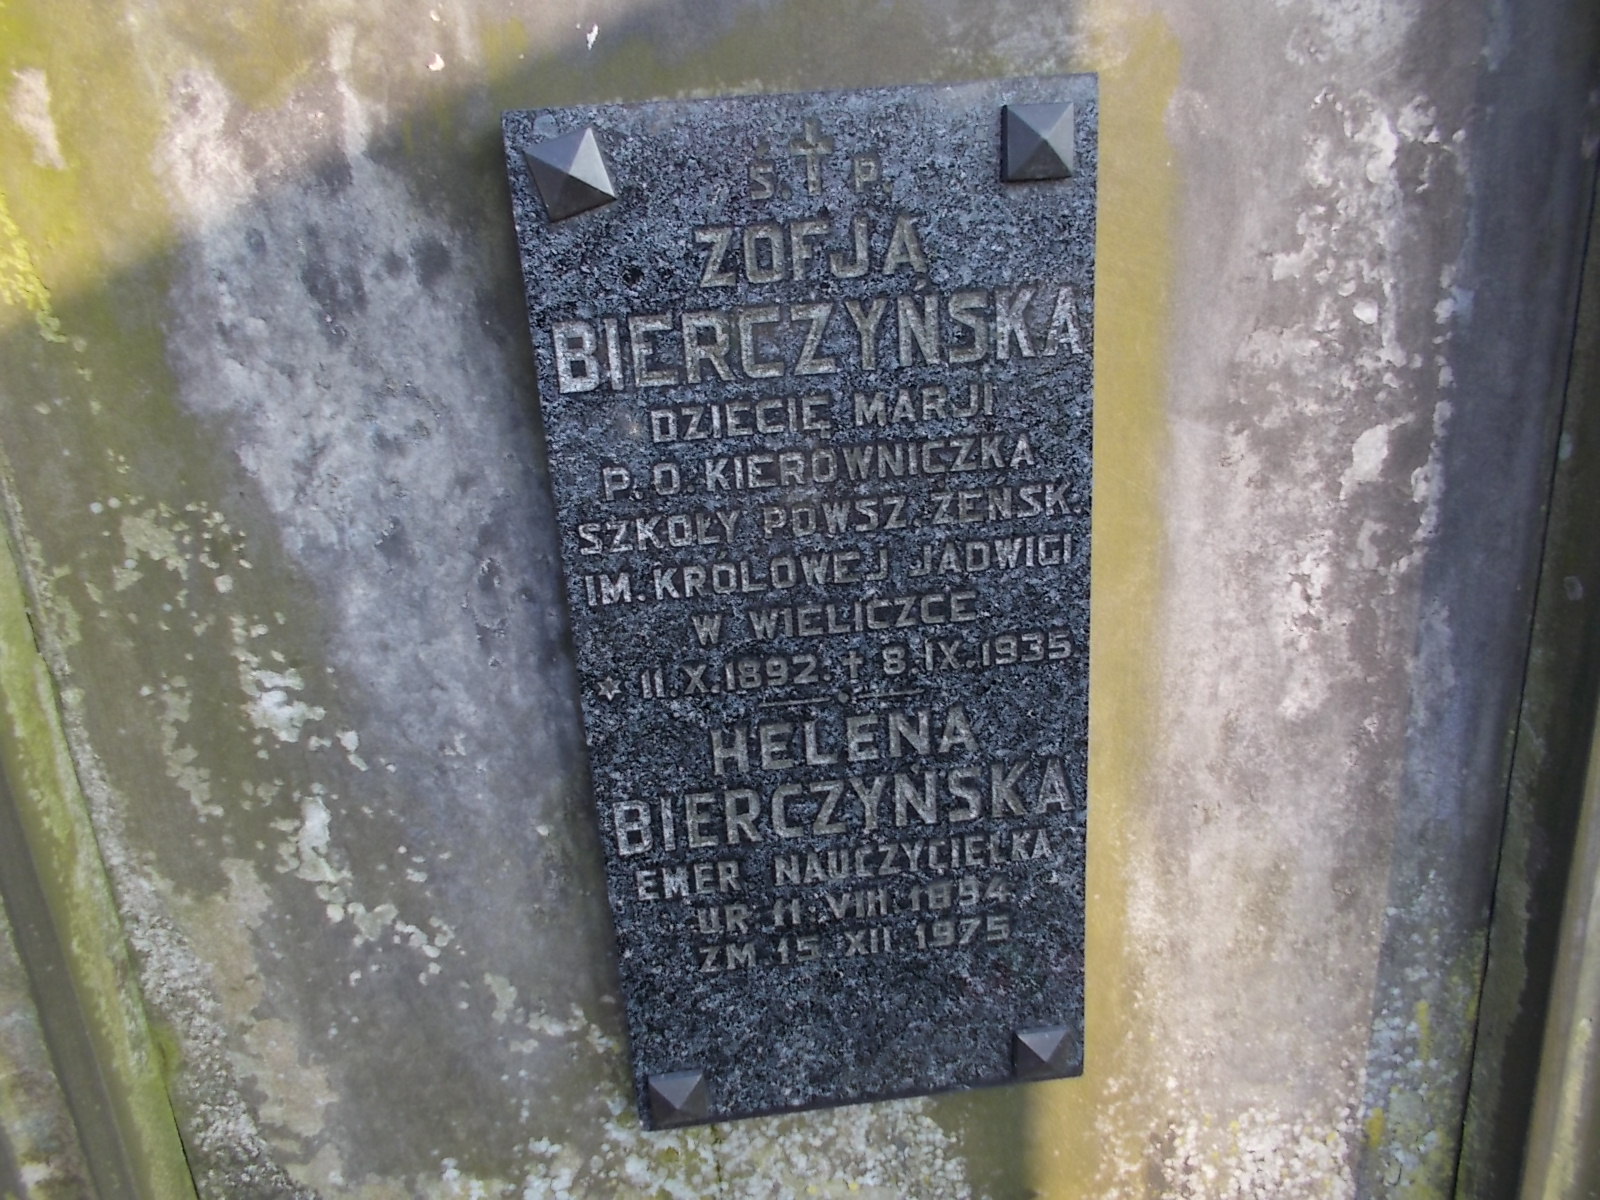 Ś. ✝ P.
ZOFJA
BIERCZYŃSKA
DZIECIĘ MARJI
P.O. KIEROWNICZKA
SZKOŁY POWSZ. ŻEŃSK.
IM. KRÓLOWEJ JADWIGI
W WIELICZCE
✡ 11.X.1892. ✝ 8.IX.1935.
HELENA
BIERCZYŃSKA
EMER NAUCZYCIELKA
UR 11.VIII.1894
ZM 15.XII.1975